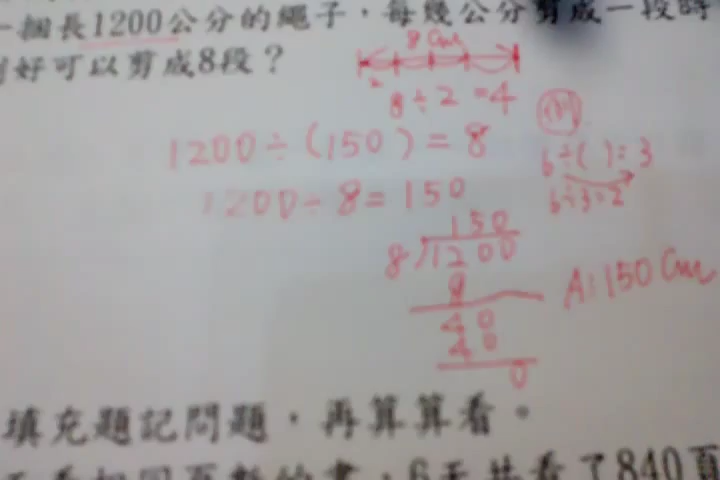 一捆長1200公分的繩子，每幾公分剪成一段時
剛好可以剪成8段？
8cm
2
8÷2=4
例
1200÷(150)=8
6÷( )=3
1200÷8=150
6÷3=2
150
8)1200
8
40
40
0
A:150cm
填充題記問題，再算算看。
6天共看了840頁